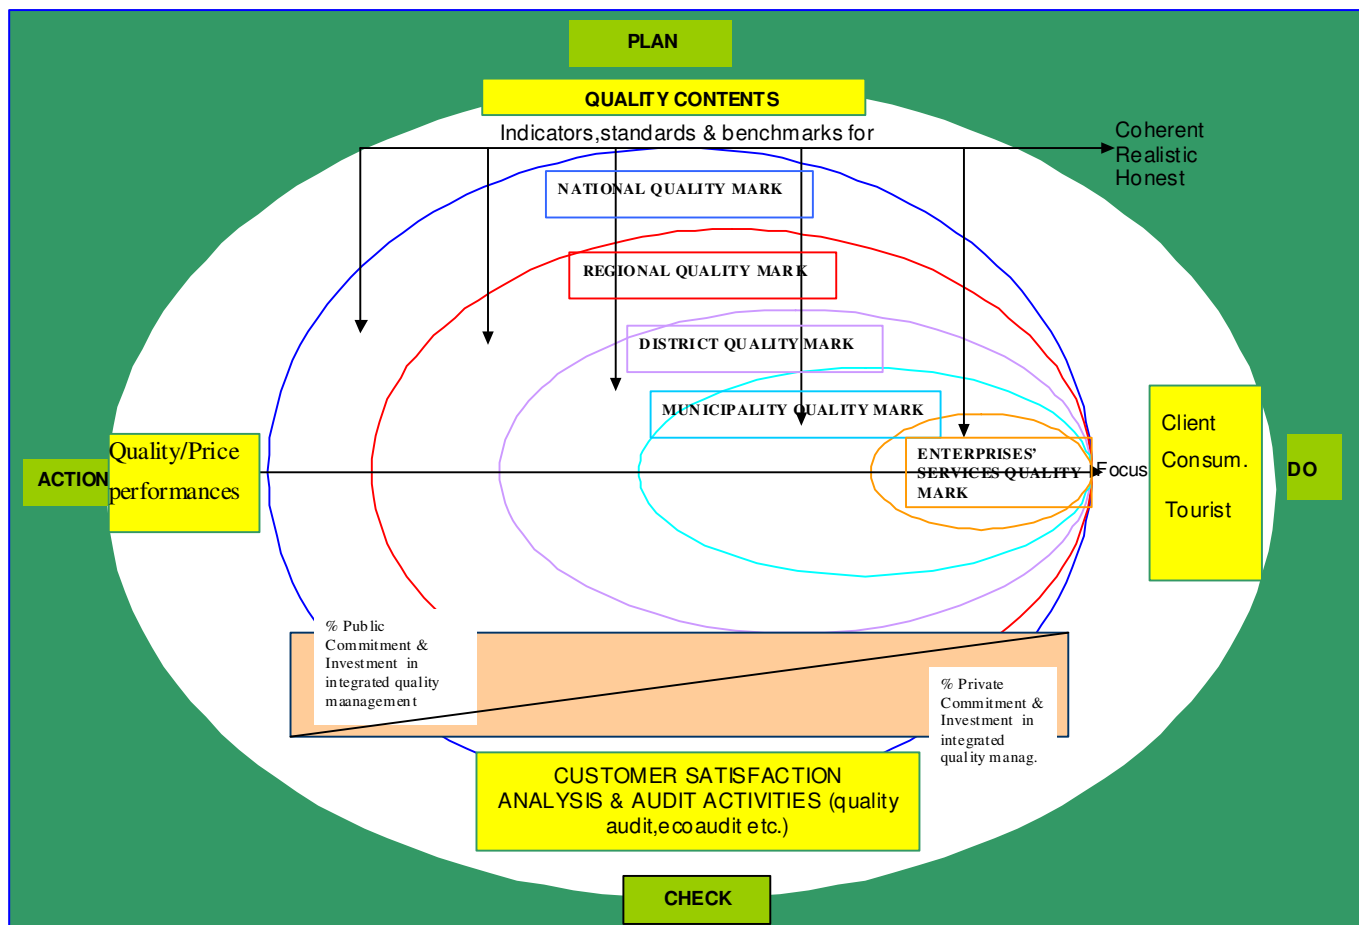 PLAN
QUALITY CONTENTS
Indicators,standards & benchmarks for
Coherent
Realistic
Honest
NATIONAL QUALITY MARK
REGIONAL QUALITY MARK
DISTRICT QUALITY MARK
MUNICIPALITY QUALITY MARK
ENTERPRISES’
SERVICES QUALITY
MARK
Focus
Client
Consum.
Tourist
DO
ACTION
Quality/Price
performances
% Public
Commitment &
Investment in
integrated quality
maanagement
% Private
Commitment &
Investment in
integrated
quality manag.
CUSTOMER SATISFACTION
ANALYSIS & AUDIT ACTIVITIES (quality
audit,ecoaudit etc.)
CHECK